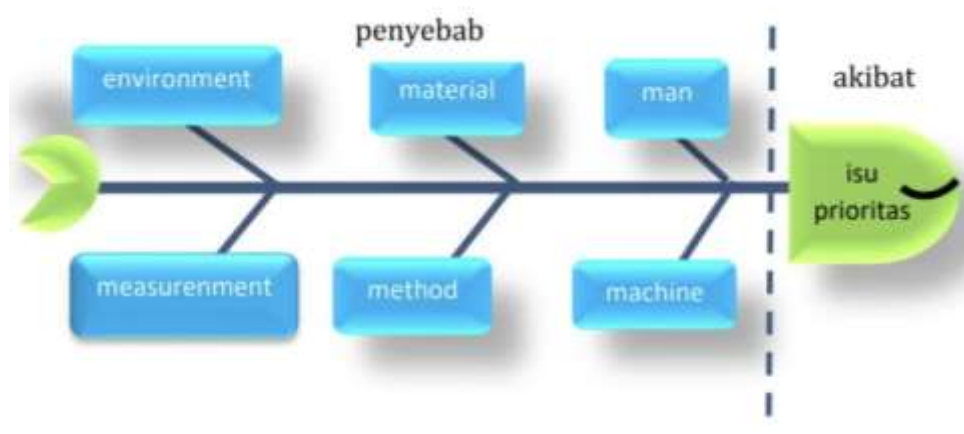 penyebab
environment
material
man
akibat
isu
prioritas
measurenment
method
machine